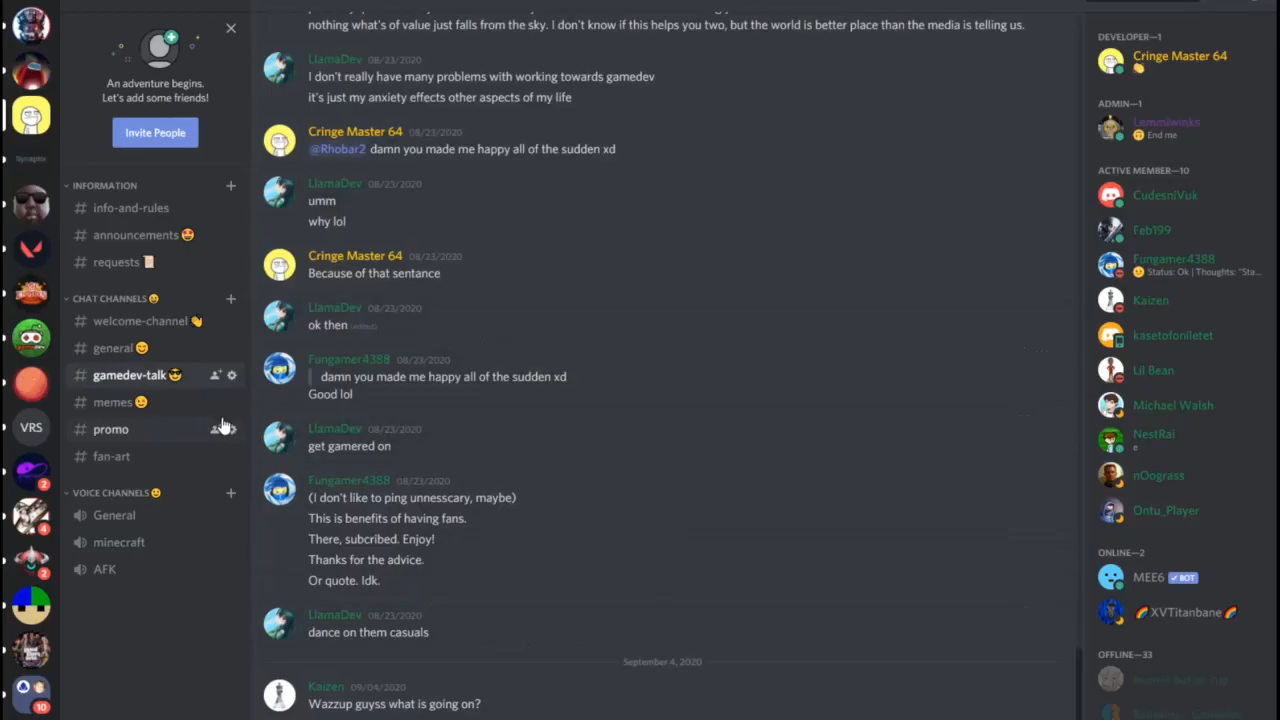 Synaptor
VRS
2
4
2
10
An adventure begins.
Let's add some friends!
Invite People
INFORMATION
info-and-rules
announcements 😍
requests 📜
CHAT CHANNELS 😀
welcome-channel 👏
general 😊
gamedev-talk 😎
memes 😉
promo
fan-art
VOICE CHANNELS 😮
General
minecraft
AFK
nothing what's of value just falls from the sky. I don't know if this helps you two, but the world is better place than the media is telling us.
LlamaDev 08/23/2020
I don't really have many problems with working towards gamedev
it's just my anxiety effects other aspects of my life
Cringe Master 64 08/23/2020
@Rhobar2 damn you made me happy all of the sudden xd
LlamaDev 08/23/2020
umm
why lol
Cringe Master 64 08/23/2020
Because of that sentance
LlamaDev 08/23/2020
ok then (edited)
Fungamer4388 08/23/2020
damn you made me happy all of the sudden xd
Good lol
LlamaDev 08/23/2020
get gamered on
Fungamer4388 08/23/2020
(I don't like to ping unnesscary, maybe)
This is benefits of having fans.
There, subcribed. Enjoy!
Thanks for the advice.
Or quote. Idk.
LlamaDev 08/23/2020
dance on them casuals
September 4, 2020
Kaizen 09/04/2020
Wazzup guyss what is going on?
DEVELOPER—1
Cringe Master 64
👏
ADMIN—1
Lammiwinks
🙃 End me
ACTIVE MEMBER—10
CudesniVuk
Feb199
Fungamer4388
😕 Status: Ok | Thoughts: "Sta...
Kaizen
kasetofoniletet
Lil Bean
Michael Walsh
NestRai
e
nOograss
Ontu_Player
ONLINE—2
MEE6 ✓ BOT
🌈 XVTitanbane 🌈
OFFLINE—33